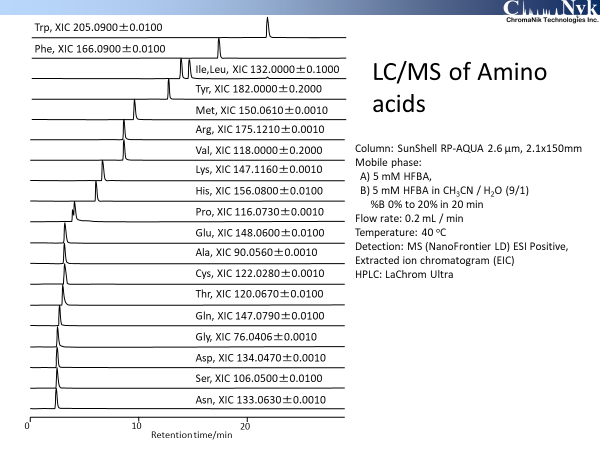 ChromaNik
ChromaNik Technologies Inc.
Trp, XIC 205.0900±0.0100
Phe, XIC 166.0900±0.0100
Ile,Leu, XIC 132.0000±0.1000
Tyr, XIC 182.0000±0.2000
Met, XIC 150.0610±0.0010
Arg, XIC 175.1210±0.0010
Val, XIC 118.0000±0.2000
Lys, XIC 147.1160±0.0010
His, XIC 156.0800±0.0100
Pro, XIC 116.0730±0.0010
Glu, XIC 148.0600±0.0100
Ala, XIC 90.0560±0.0010
Cys, XIC 122.0280±0.0010
Thr, XIC 120.0670±0.0100
Gln, XIC 147.0790±0.0100
Gly, XIC 76.0406±0.0010
Asp, XIC 134.0470±0.0010
Ser, XIC 106.0500±0.0100
Asn, XIC 133.0630±0.0010
0 10 20
Retention time/min
LC/MS of Amino
acids
Column: SunShell RP-AQUA 2.6 µm, 2.1x150mm
Mobile phase:
A) 5 mM HFBA,
B) 5 mM HFBA in CH₃CN / H₂O (9/1)
%B 0% to 20% in 20 min
Flow rate: 0.2 mL / min
Temperature: 40 °C
Detection: MS (NanoFrontier LD) ESI Positive,
Extracted ion chromatogram (EIC)
HPLC: LaChrom Ultra